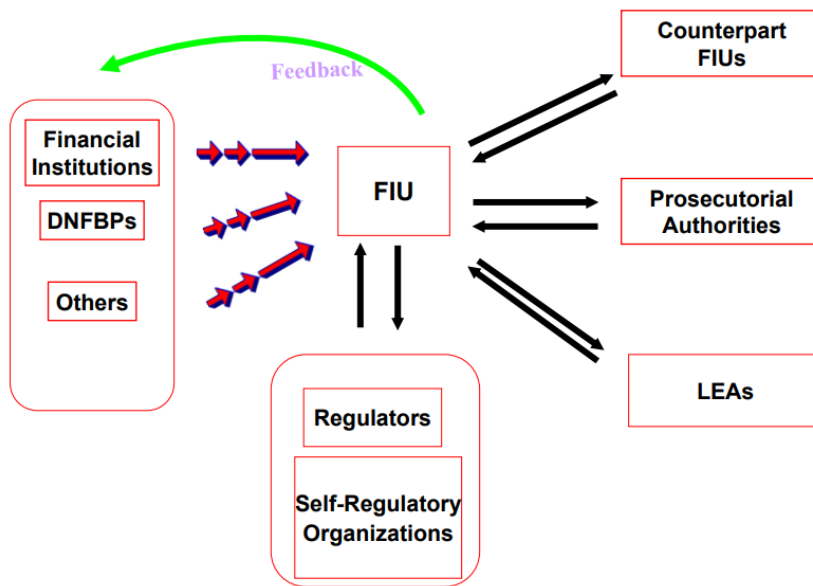 Counterpart
FIUs
Feedback
Financial
Institutions
FIU
DNFBPs
Prosecutorial
Authorities
Others
LEAs
Regulators
Self-Regulatory
Organizations